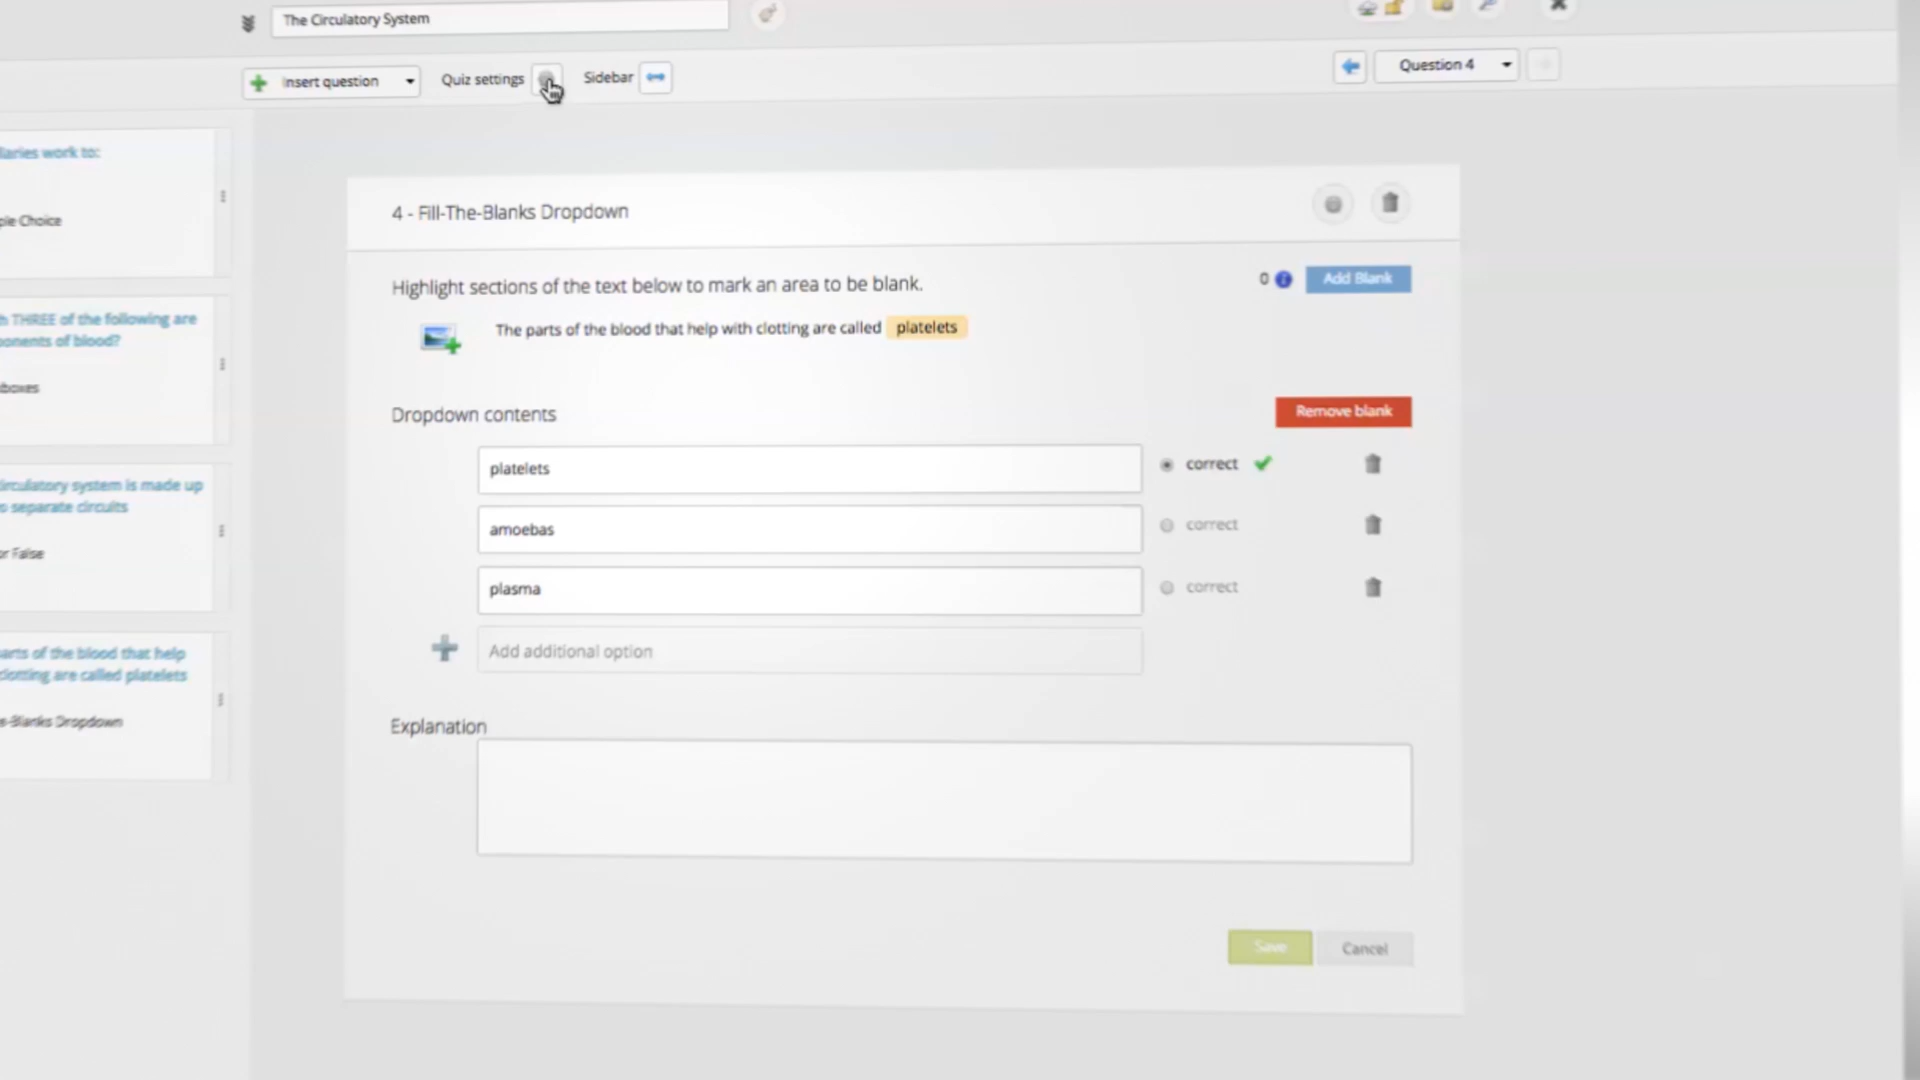 The Circulatory System
Insert question
Quiz settings
Sidebar
Question 4
laries work to:
ple Choice
h THREE of the following are
onents of blood?
boxes
irculatory system is made up
o separate circuits
or False
arts of the blood that help
clotting are called platelets
e-Blanks Dropdown
4 - Fill-The-Blanks Dropdown
Highlight sections of the text below to mark an area to be blank.
0
Add Blank
The parts of the blood that help with clotting are called platelets
Dropdown contents
Remove blank
platelets
correct
amoebas
correct
plasma
correct
Add additional option
Explanation
Save
Cancel